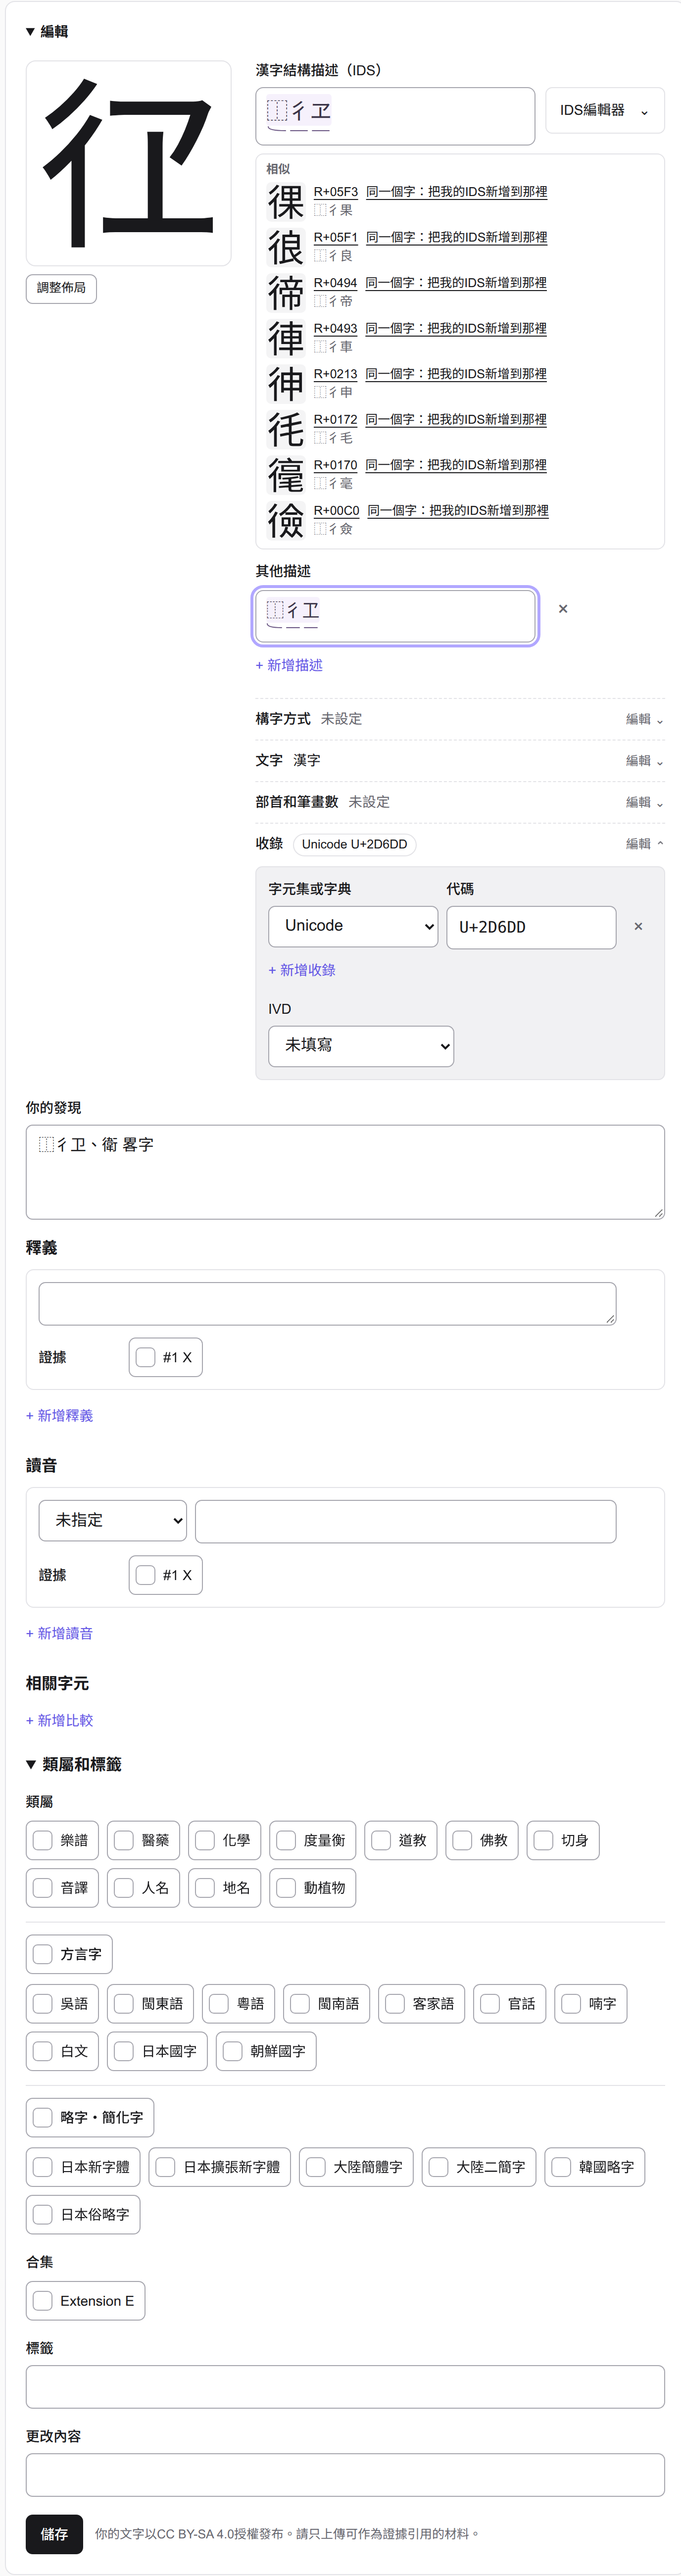 ▼ 編輯
漢字結構描述（IDS）
⿰彳㔿
IDS編輯器
相似
徚 R+05F3 同一個字：把我的IDS新增到那裡
⿰彳果
R+05F1 同一個字：把我的IDS新增到那裡
⿰彳良
R+0494 同一個字：把我的IDS新增到那裡
⿰彳帝
R+0493 同一個字：把我的IDS新增到那裡
⿰彳車
R+0213 同一個字：把我的IDS新增到那裡
⿰彳申
R+0172 同一個字：把我的IDS新增到那裡
⿰彳毛
R+0170 同一個字：把我的IDS新增到那裡
⿰彳毫
R+00C0 同一個字：把我的IDS新增到那裡
⿰彳僉
調整佈局
其他描述
⿰彳 ×
+ 新增描述
構字方式 未設定 編輯
文字 漢字 編輯
部首和筆畫數 未設定 編輯
收錄 Unicode U+2D6DD 編輯
字元集或字典 代碼
Unicode U+2D6DD ×
+ 新增收錄
IVD
未填寫
你的發現
⿰彳卫、衛 畧字
釋義
證據 #1 X
+ 新增釋義
讀音
未指定
證據 #1 X
+ 新增讀音
相關字元
+ 新增比較
▼ 類屬和標籤
類屬
樂譜 醫藥 化學 度量衡 道教 佛教 切身
音譯 人名 地名 動植物
方言字
吳語 閩東語 粵語 閩南語 客家語 官話 喃字
白文 日本國字 朝鮮國字
略字・簡化字
日本新字體 日本擴張新字體 大陸簡體字 大陸二簡字 韓國略字
日本俗略字
合集
Extension E
標籤
更改內容
儲存 你的文字以CC BY-SA 4.0授權發布。請只上傳可作為證據引用的材料。